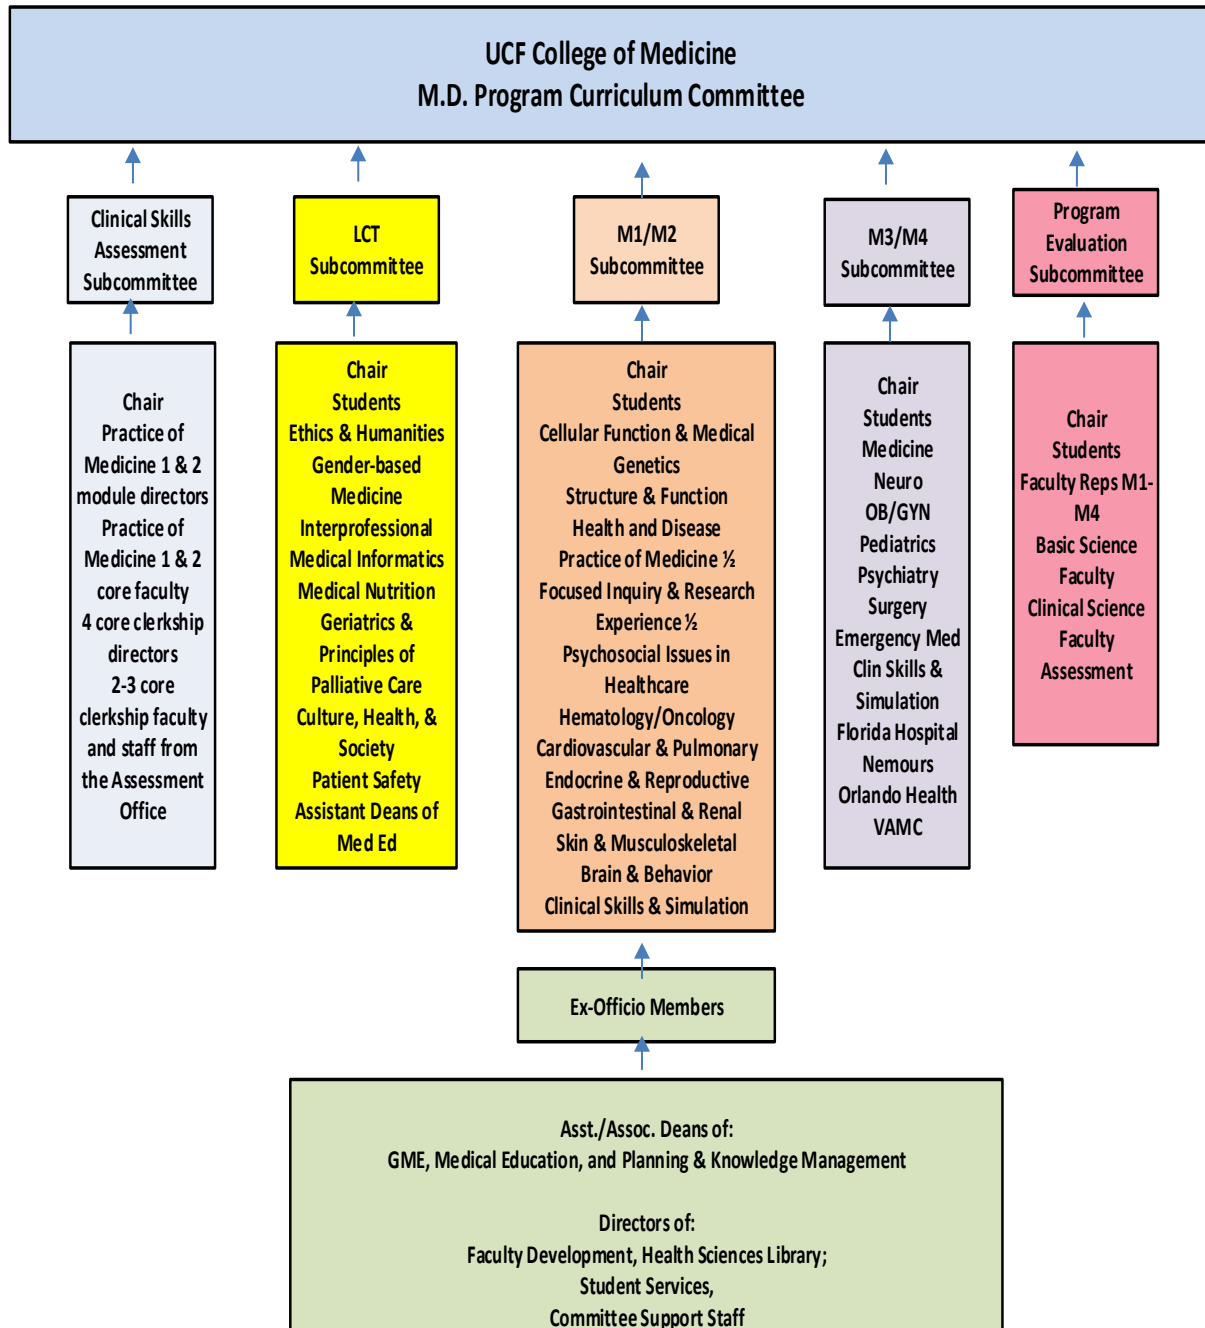 UCF College of Medicine
M.D. Program Curriculum Committee
Clinical Skills
Assessment
Subcommittee
LCT
Subcommittee
M1/M2
Subcommittee
M3/M4
Subcommittee
Program
Evaluation
Subcommittee
Chair
Practice of
Medicine 1 & 2
module directors
Practice of
Medicine 1 & 2
core faculty
4 core clerkship
directors
2-3 core
clerkship faculty
and staff from
the Assessment
Office
Chair
Students
Ethics & Humanities
Gender-based
Medicine
Interprofessional
Medical Informatics
Medical Nutrition
Geriatrics &
Principles of
Palliative Care
Culture, Health, &
Society
Patient Safety
Assistant Deans of
Med Ed
Chair
Students
Cellular Function & Medical
Genetics
Structure & Function
Health and Disease
Practice of Medicine ½
Focused Inquiry & Research
Experience ½
Psychosocial Issues in
Healthcare
Hematology/Oncology
Cardiovascular & Pulmonary
Endocrine & Reproductive
Gastrointestinal & Renal
Skin & Musculoskeletal
Brain & Behavior
Clinical Skills & Simulation
Chair
Students
Medicine
Neuro
OB/GYN
Pediatrics
Psychiatry
Surgery
Emergency Med
Clin Skills &
Simulation
Florida Hospital
Nemours
Orlando Health
VAMC
Chair
Students
Faculty Reps M1-
M4
Basic Science
Faculty
Clinical Science
Faculty
Assessment
Ex-Officio Members
Asst./Assoc. Deans of:
GME, Medical Education, and Planning & Knowledge Management
Directors of:
Faculty Development, Health Sciences Library;
Student Services,
Committee Support Staff